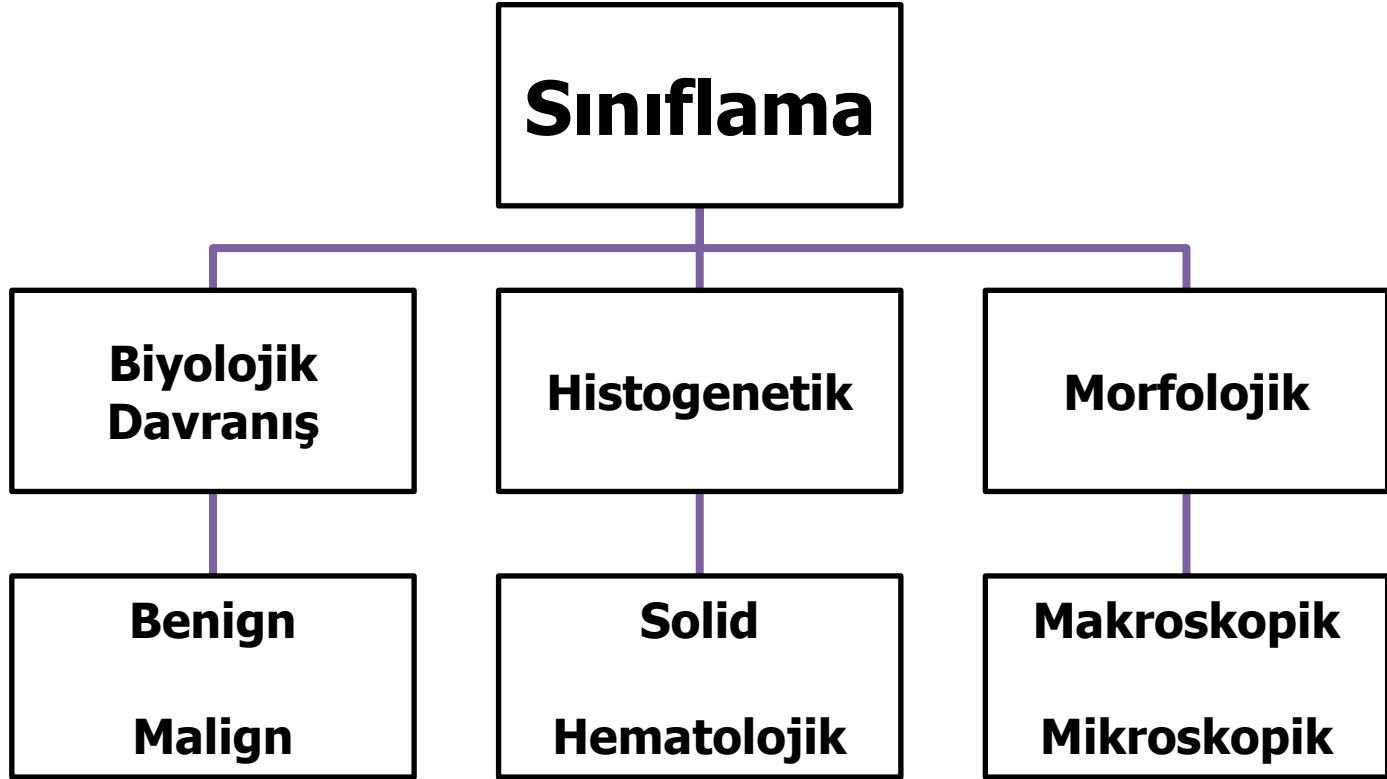 Sınıflama
Biyolojik
Davranış
Histogenetik
Morfolojik
Benign
Malign
Solid
Hematolojik
Makroskopik
Mikroskopik